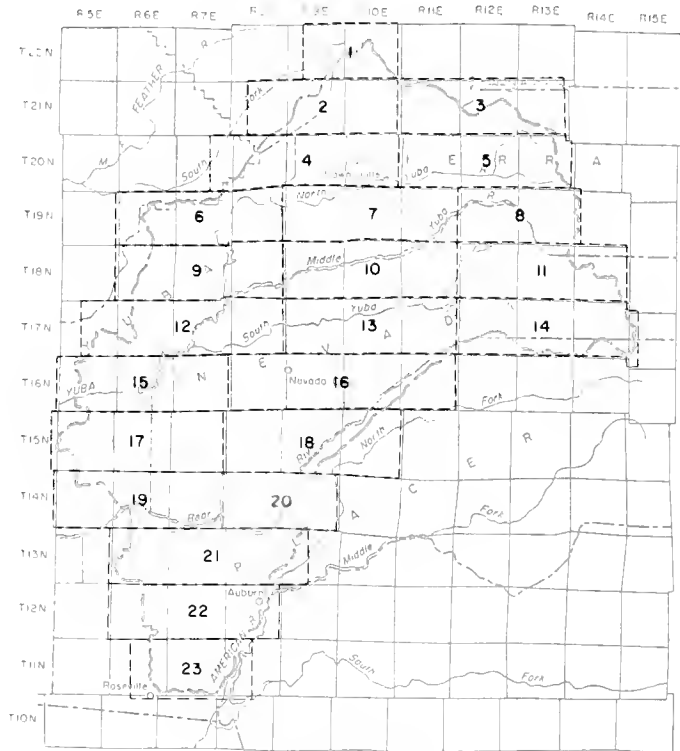 R5E R6E R7E 9E 10E R11E R12E R13E R14E R15E
FEATHER R
1
T21N 2 3
T20N M South 4 Yuba I E R 5 R R A
T19N 6 North 7 Yuba R 8
T18N 9 Middle 10 11
T17N 12 South Yuba 13 A D 14
T16N YUBA 15 N E V Nevada 16 Fork
T15N 17 18 North R
T14N 19 Bear 20 A C E Fork
T13N 21 P L Middle
T12N Auburn 22
T11N 23 AMERICAN R South Fork
Roseville
T10N